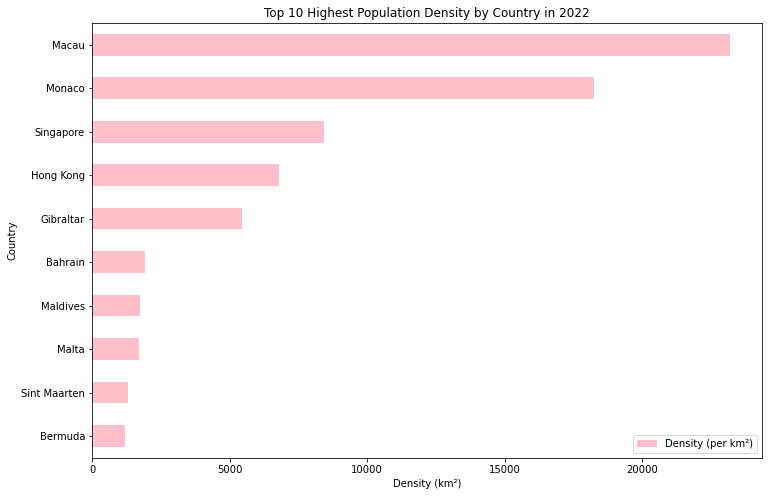 Top 10 Highest Population Density by Country in 2022
Country
Macau
Monaco
Singapore
Hong Kong
Gibraltar
Bahrain
Maldives
Malta
Sint Maarten
Bermuda
Density (per km²)
0 5000 10000 15000 20000
Density (km²)